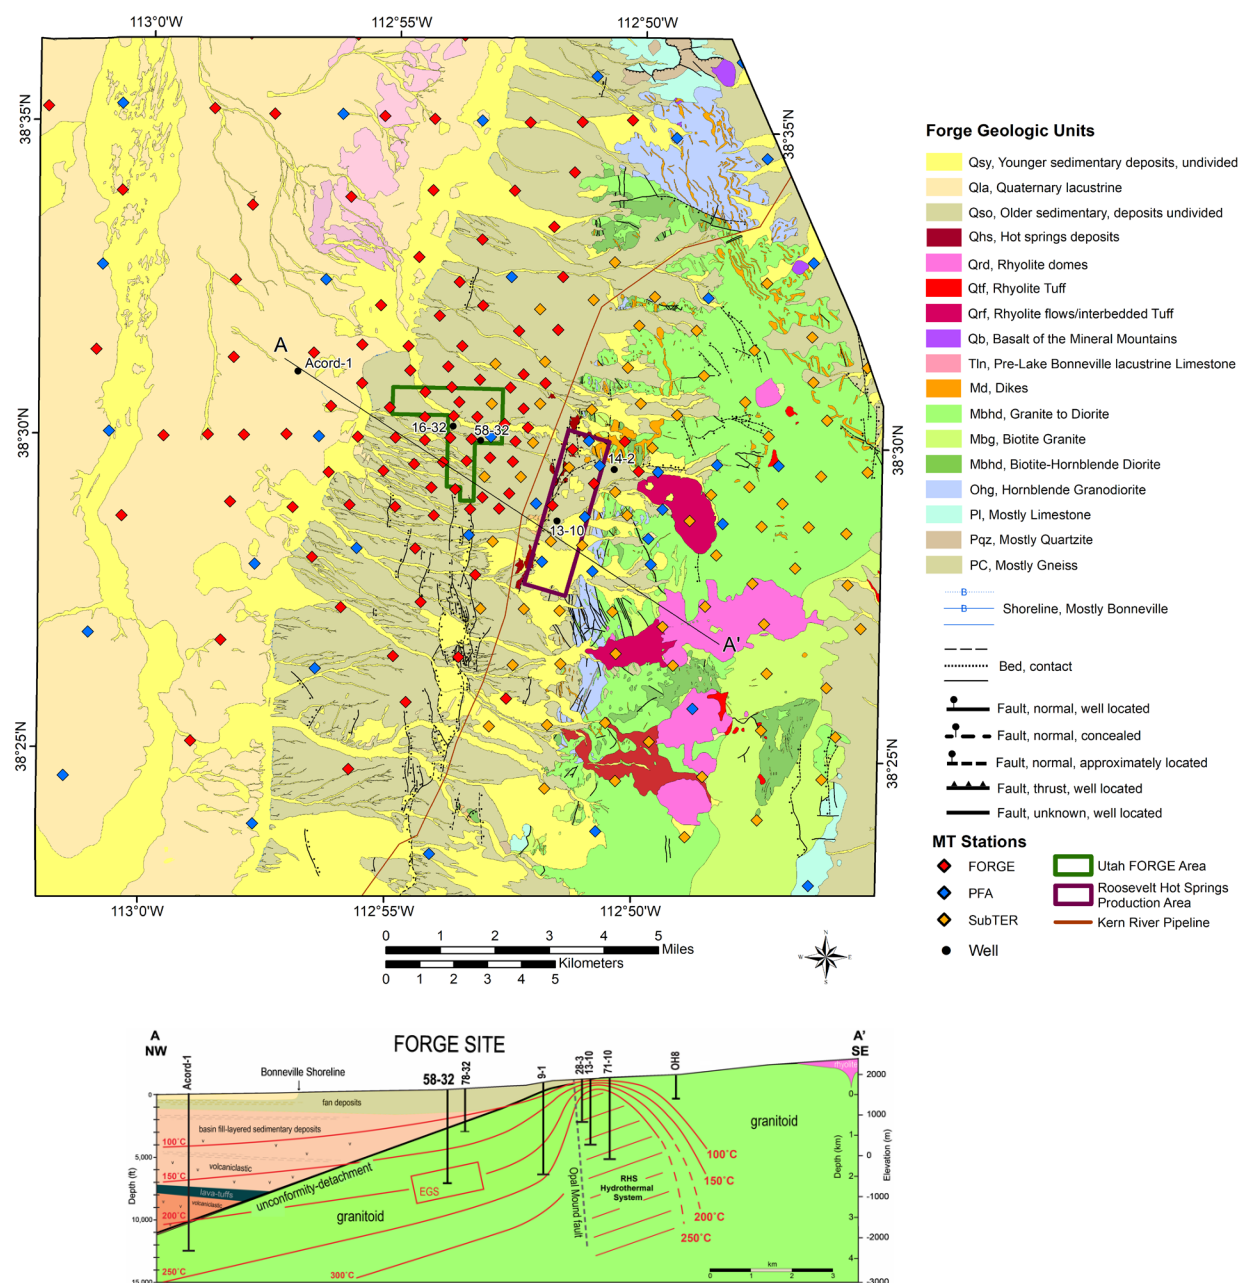 113°0'W
112°55'W
112°50'W
38°35'N
38°35'N
A
Acord-1
38°30'N
16-32
58-32
38°30'N
14-2
13-10
A'
38°25'N
38°25'N
113°0'W
112°55'W
112°50'W
0 1 2 3 4 5
Miles
Kilometers
0 1 2 3 4 5
N
W E
S
Forge Geologic Units
Qsy, Younger sedimentary deposits, undivided
Qla, Quaternary lacustrine
Qso, Older sedimentary, deposits undivided
Qhs, Hot springs deposits
Qrd, Rhyolite domes
Qtf, Rhyolite Tuff
Qrf, Rhyolite flows/interbedded Tuff
Qb, Basalt of the Mineral Mountains
Tln, Pre-Lake Bonneville lacustrine Limestone
Md, Dikes
Mbhd, Granite to Diorite
Mbg, Biotite Granite
Mbhd, Biotite-Hornblende Diorite
Ohg, Hornblende Granodiorite
Pl, Mostly Limestone
Pqz, Mostly Quartzite
PC, Mostly Gneiss
B
B
Shoreline, Mostly Bonneville
Bed, contact
Fault, normal, well located
Fault, normal, concealed
Fault, normal, approximately located
Fault, thrust, well located
Fault, unknown, well located
MT Stations
FORGE
PFA
SubTER
Well
Utah FORGE Area
Roosevelt Hot Springs
Production Area
Kern River Pipeline
A
NW
FORGE SITE
A'
SE
Acord-1
Bonneville Shoreline
58-32
78-32
9-1
28-3
13-10
71-10
OH8
rhyolite
fan deposits
basin fill-layered sedimentary deposits
volcaniclastic
lava-tuffs
volcaniclastic
unconformity-detachment
granitoid
EGS
Opal Mound fault
RHS
Hydrothermal
System
granitoid
100°C
150°C
200°C
250°C
300°C
100°C
150°C
200°C
250°C
Depth (ft)
0
5,000
10,000
15,000
Depth (km)
0
1
2
3
4
Elevation (m)
2000
1000
0
-1000
-2000
-3000
km
0 1 2 3